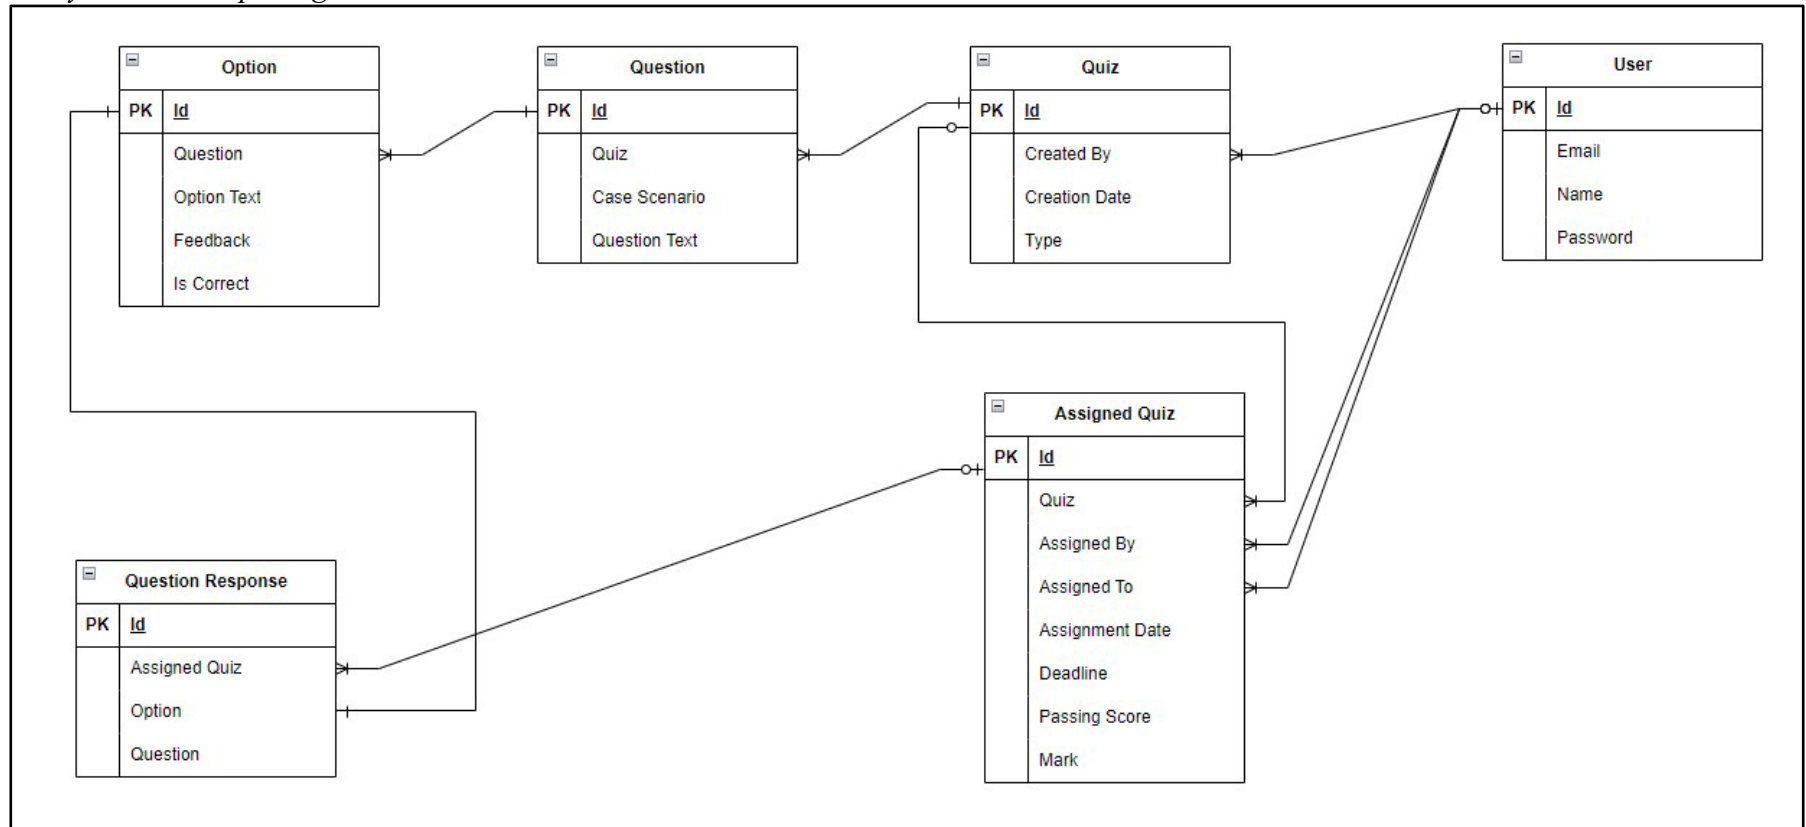 Option
PK Id
Question
Option Text
Feedback
Is Correct
Question
PK Id
Quiz
Case Scenario
Question Text
Quiz
PK Id
Created By
Creation Date
Type
User
PK Id
Email
Name
Password
Assigned Quiz
PK Id
Quiz
Assigned By
Assigned To
Assignment Date
Deadline
Passing Score
Mark
Question Response
PK Id
Assigned Quiz
Option
Question